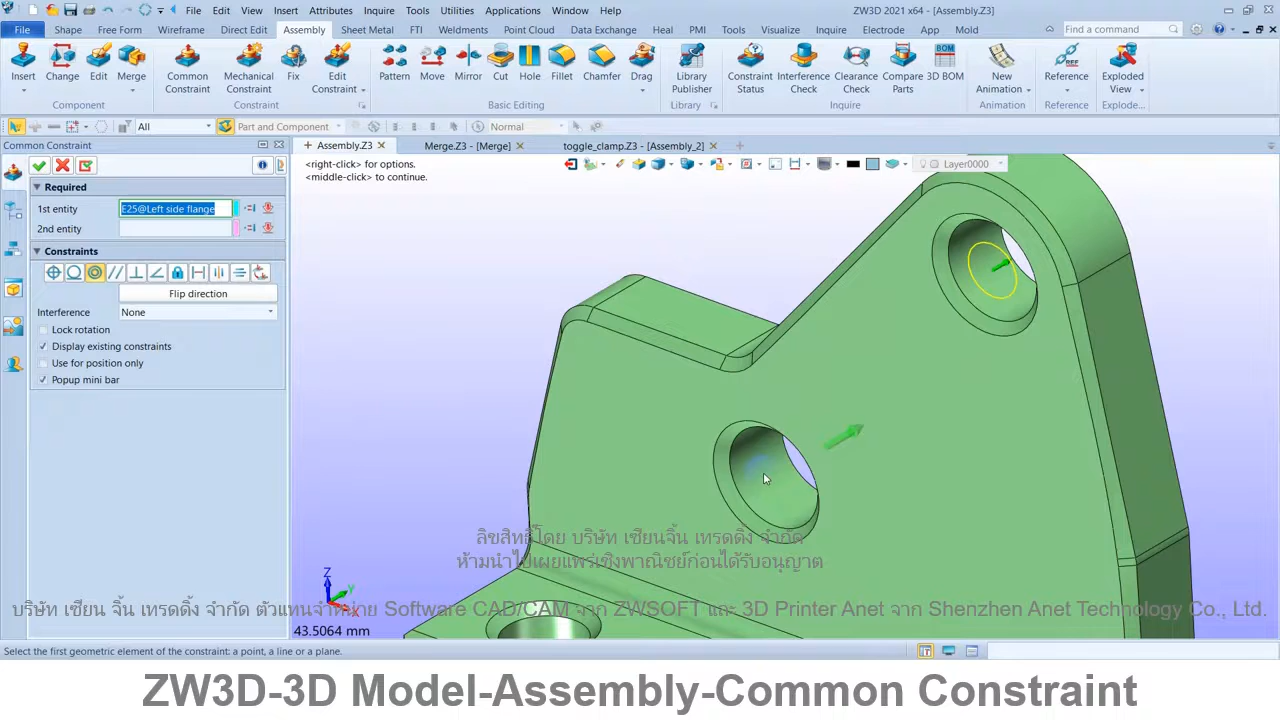 File Edit View Insert Attributes Inquire Tools Utilities Applications Window Help ZW3D 2021 x64 - [Assembly.Z3]
File Shape Free Form Wireframe Direct Edit Assembly Sheet Metal FTI Weldments Point Cloud Data Exchange Heal PMI Tools Visualize Inquire Electrode App Mold Find a command
Insert Change Edit Merge Common Constraint Mechanical Constraint Fix Edit Constraint Pattern Move Mirror Cut Hole Fillet Chamfer Drag Library Publisher Constraint Status Interference Check Clearance Check Compare Parts BOM 3D BOM New Animation REF Reference Exploded View
Component Constraint Basic Editing Library Inquire Animation Reference Explode...
All Part and Component Normal
Common Constraint Assembly.Z3 Merge.Z3 - [Merge] toggle_clamp.Z3 - [Assembly_2]
<right-click> for options. Layer0000
<middle-click> to continue.
Required
1st entity E25@Left side flange
2nd entity
Constraints
Flip direction
Interference None
Lock rotation
Display existing constraints
Use for position only
Popup mini bar
ลิขสิทธิ์โดย บริษัท เซียนจิ้น เทรดดิ้ง จำกัด
ห้ามนำไปเผยแพร่เชิงพาณิชย์ก่อนได้รับอนุญาต
Z Y X
บริษัท เซียน จิ้น เทรดดิ้ง จำกัด ตัวแทนจำหน่าย Software CAD/CAM จาก ZWSOFT และ 3D Printer Anet จาก Shenzhen Anet Technology Co., Ltd.
43.5064 mm
Select the first geometric element of the constraint: a point, a line or a plane.
ZW3D-3D Model-Assembly-Common Constraint